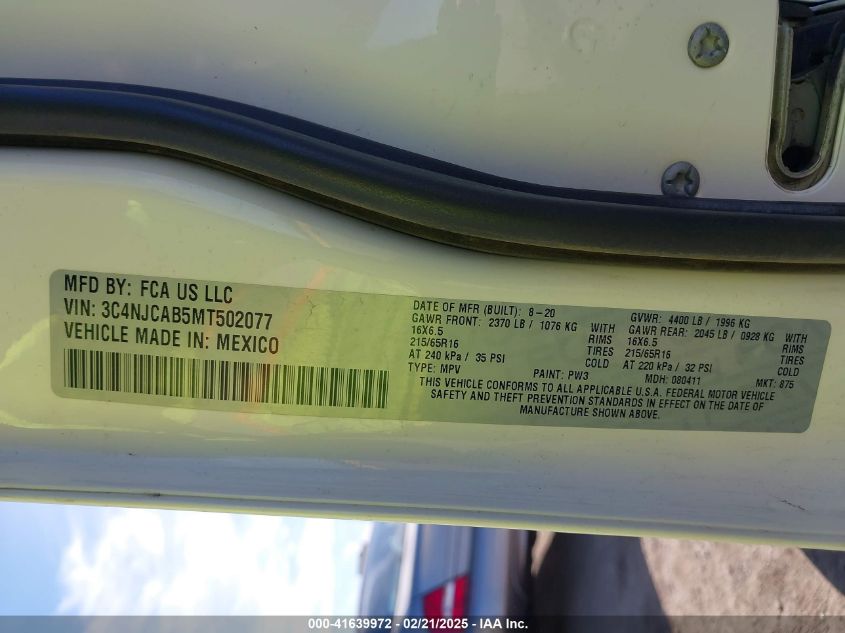 MFD BY: FCA US LLC
VIN: 3C4NJCAB5MT502077
VEHICLE MADE IN: MEXICO
DATE OF MFR (BUILT): 8-20
GAWR FRONT: 2370 LB / 1076 KG WITH
16X6.5 RIMS
215/65R16 TIRES
AT 240 kPa / 35 PSI COLD
TYPE: MPV PAINT: PW3
GVWR: 4400 LB / 1996 KG
GAWR REAR: 2045 LB / 0928 KG WITH
16X6.5 RIMS
215/65R16 TIRES
AT 220 kPa / 32 PSI COLD
MDH: 080411 MKT: 875
THIS VEHICLE CONFORMS TO ALL APPLICABLE U.S.A. FEDERAL MOTOR VEHICLE
SAFETY AND THEFT PREVENTION STANDARDS IN EFFECT ON THE DATE OF
MANUFACTURE SHOWN ABOVE.
000-41639972 - 02/21/2025 - IAA Inc.